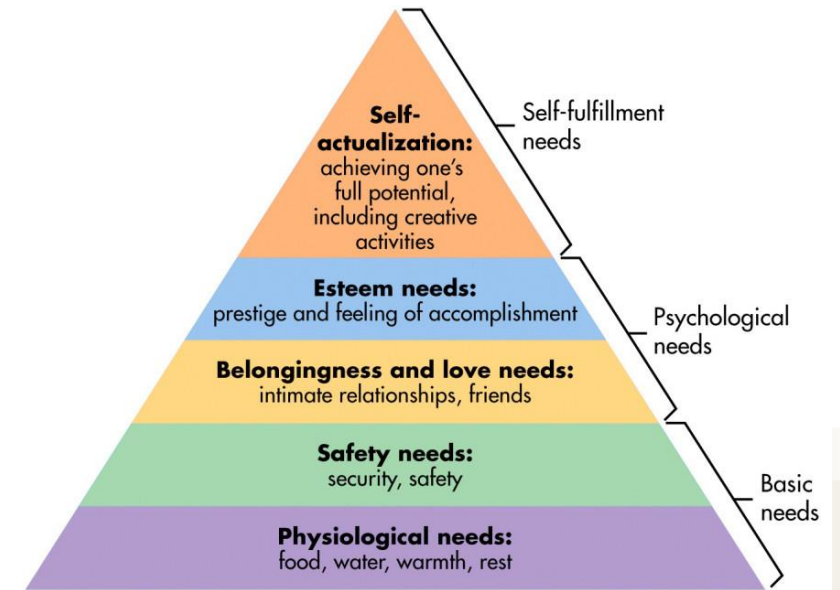 Self-
actualization:
achieving one's
full potential,
including creative
activities
Self-fulfillment
needs
Esteem needs:
prestige and feeling of accomplishment
Psychological
needs
Belongingness and love needs:
intimate relationships, friends
Safety needs:
security, safety
Basic
needs
Physiological needs:
food, water, warmth, rest